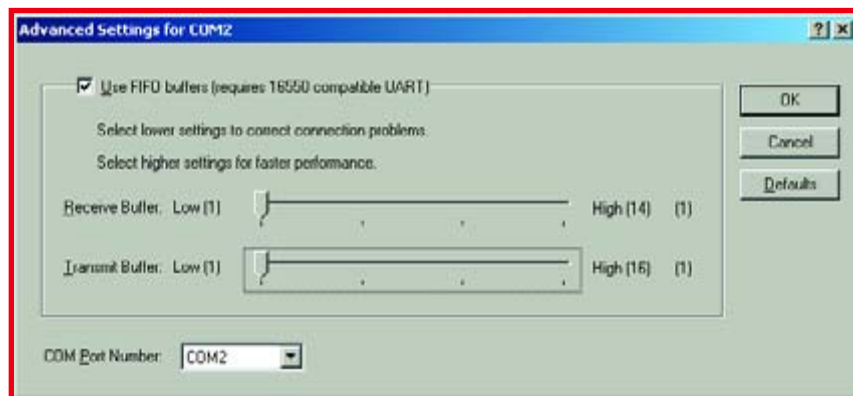 Advanced Settings for COM2
Use FIFO buffers (requires 16550 compatible UART)
Select lower settings to correct connection problems.
Select higher settings for faster performance.
Receive Buffer: Low (1) High (14) (1)
Transmit Buffer: Low (1) High (16) (1)
COM Port Number: COM2
OK
Cancel
Defaults